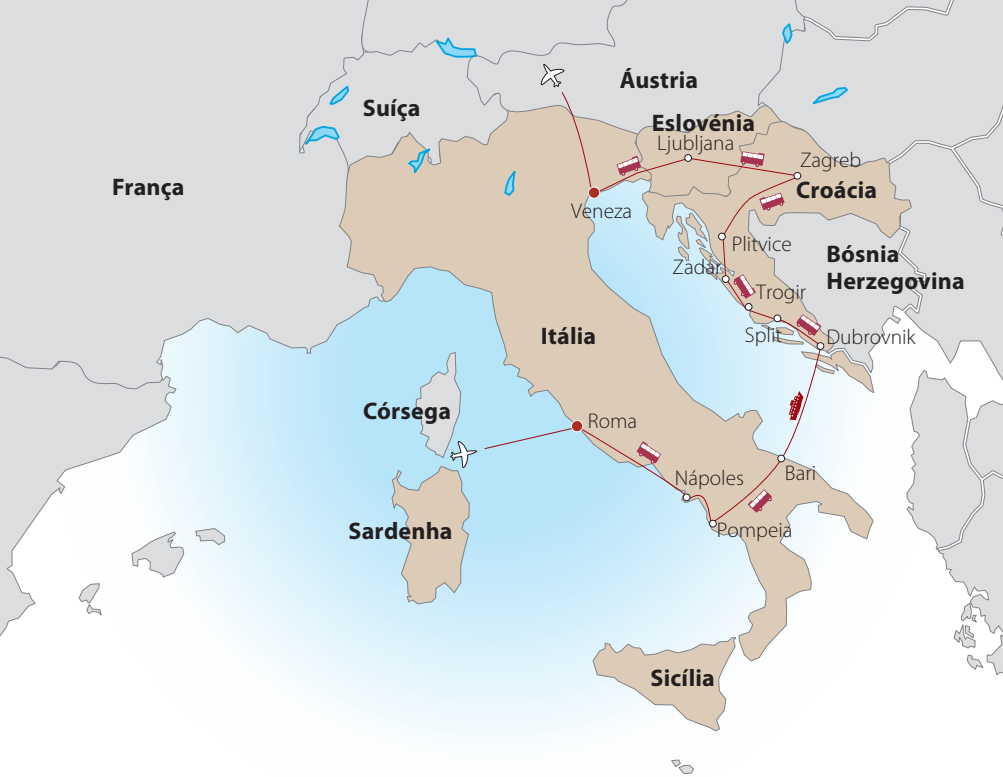 Áustria
Suíça
Eslovénia
Ljubljana
Zagreb
França
Croácia
Veneza
Plitvice
Bósnia
Herzegovina
Zadar
Trogir
Split
Dubrovnik
Itália
Córsega
Roma
Bari
Nápoles
Pompeia
Sardenha
Sicília